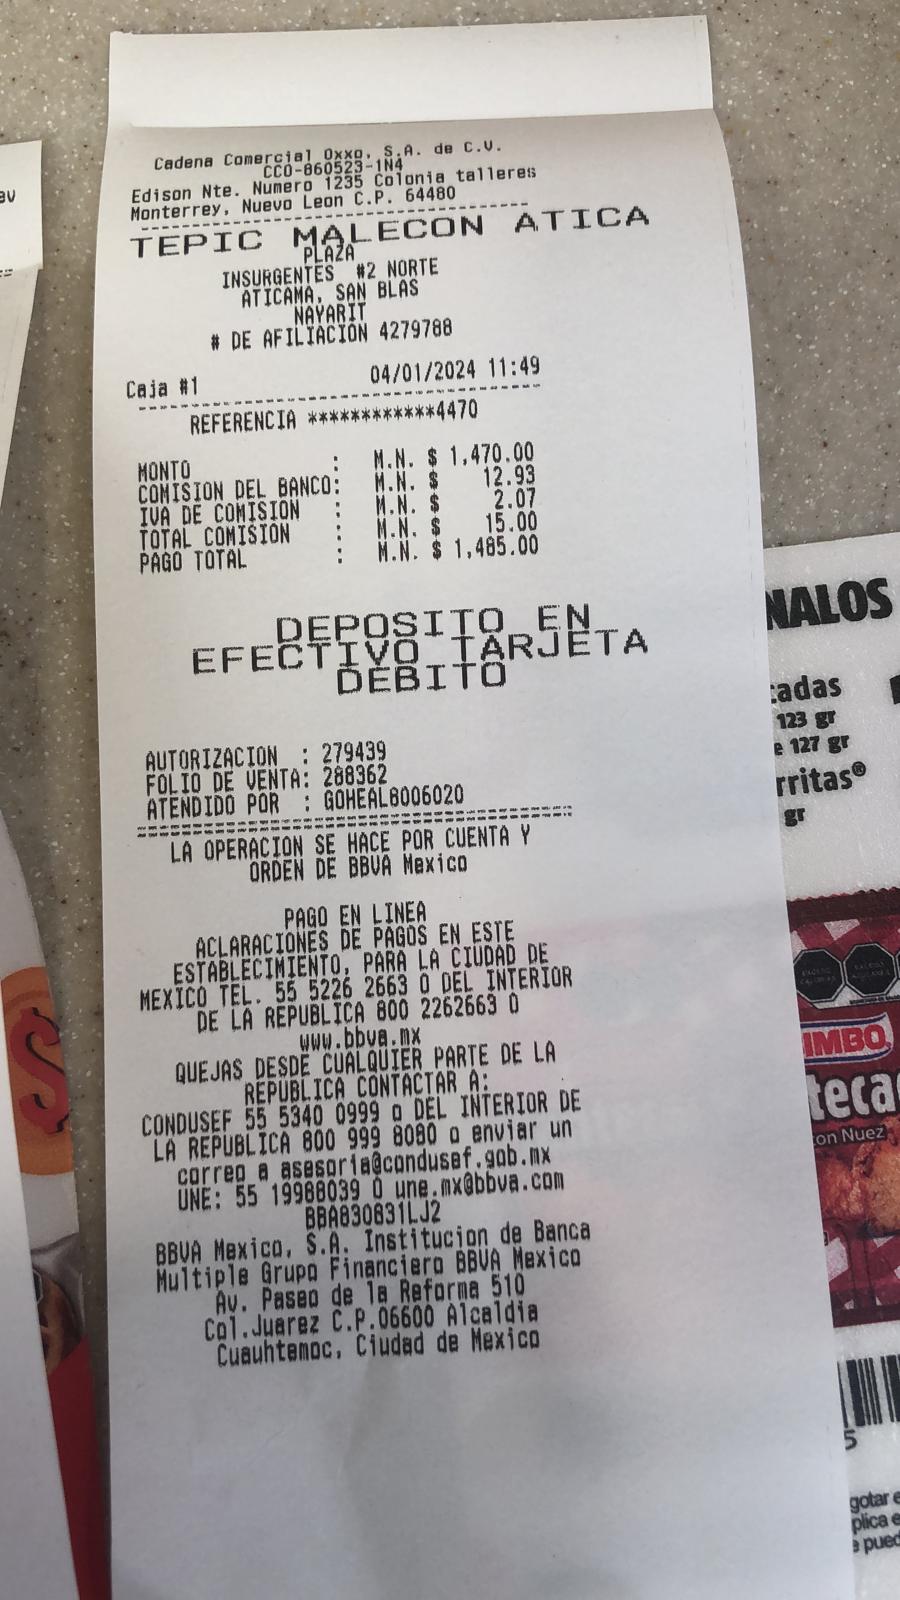 Cadena Comercial Oxxo, S.A. de C.V.
CCO-860523-1N4
Edison Nte. Numero 1235 Colonia talleres
Monterrey, Nuevo Leon C.P. 64480
TEPIC MALECON ATICA
PLAZA
INSURGENTES #2 NORTE
ATICAMA, SAN BLAS
NAYARIT
# DE AFILIACION 4279788
Caja #1 04/01/2024 11:49
REFERENCIA ************4470
MONTO : M.N. $ 1,470.00
COMISION DEL BANCO: M.N. $ 12.93
IVA DE COMISION : M.N. $ 2.07
TOTAL COMISION : M.N. $ 15.00
PAGO TOTAL : M.N. $ 1,485.00
DEPOSITO EN
EFECTIVO TARJETA
DEBITO
AUTORIZACION : 279439
FOLIO DE VENTA: 288362
ATENDIDO POR : GOHEAL8006020
LA OPERACION SE HACE POR CUENTA Y
ORDEN DE BBVA Mexico
PAGO EN LINEA
ACLARACIONES DE PAGOS EN ESTE
ESTABLECIMIENTO, PARA LA CIUDAD DE
MEXICO TEL. 55 5226 2663 O DEL INTERIOR
DE LA REPUBLICA 800 2262663 O
www.bbva.mx
QUEJAS DESDE CUALQUIER PARTE DE LA
REPUBLICA CONTACTAR A:
CONDUSEF 55 5340 0999 o DEL INTERIOR DE
LA REPUBLICA 800 999 8080 o enviar un
correo a asesoria@condusef.gob.mx
UNE: 55 19988039 O une.mx@bbva.com
BBA830831LJ2
BBVA Mexico, S.A. Institucion de Banca
Multiple Grupo Financiero BBVA Mexico
Av. Paseo de la Reforma 510
Col.Juarez C.P.06600 Alcaldia
Cuauhtemoc, Ciudad de Mexico
NALOS
cadas
123 gr
e 127 gr
rritas®
gr
IMBO
teca
con Nuez
5
gotar e
plica e
e pued